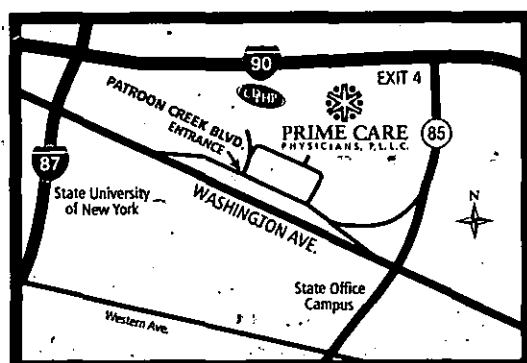 90
EXIT 4
CDPHP
PATROON CREEK BLVD.
ENTRANCE
PRIME CARE
PHYSICIANS, P.L.L.C.
85
87
State University
of New York
WASHINGTON AVE.
N
State Office
Campus
Western Ave.